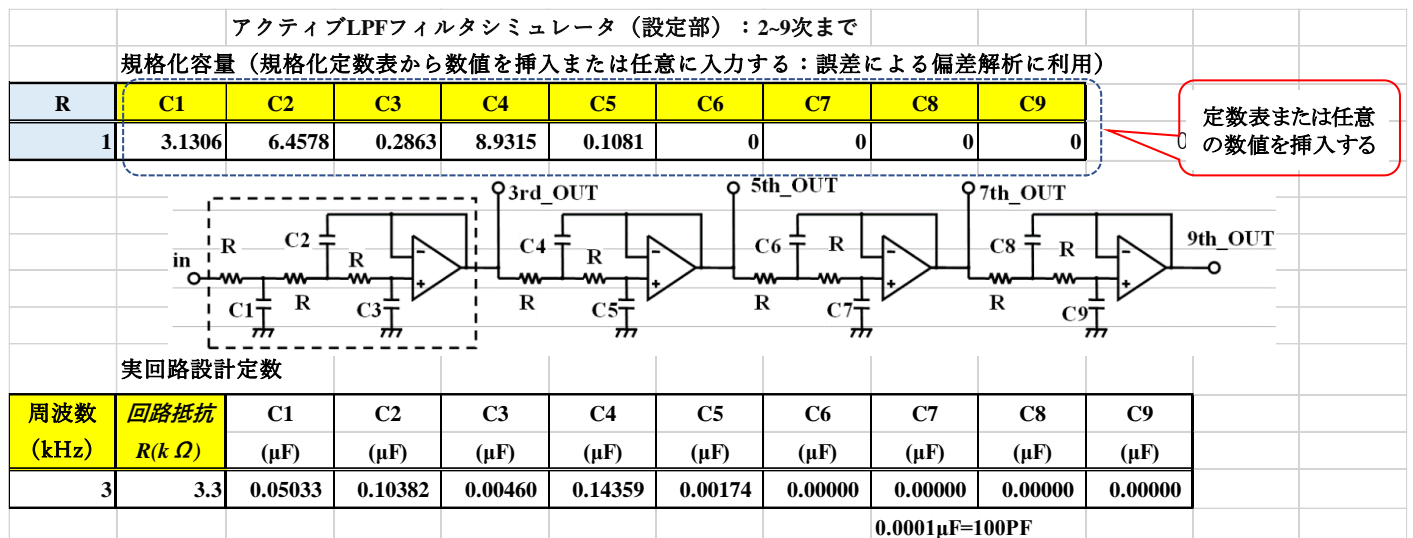 アクティブLPFフィルタシミュレータ（設定部）：2~9次まで
規格化容量（規格化定数表から数値を挿入または任意に入力する：誤差による偏差解析に利用）
R C1 C2 C3 C4 C5 C6 C7 C8 C9
1 3.1306 6.4578 0.2863 8.9315 0.1081 0 0 0 0 0
定数表または任意
の数値を挿入する
3rd_OUT 5th_OUT 7th_OUT
R C2 R C4 R C6 R C8 R 9th_OUT
in
R R R R
C1 C3 C5 C7 C9
実回路設計定数
周波数 回路抵抗 C1 C2 C3 C4 C5 C6 C7 C8 C9
（kHz） R(kΩ) (μF) (μF) (μF) (μF) (μF) (μF) (μF) (μF) (μF)
3 3.3 0.05033 0.10382 0.00460 0.14359 0.00174 0.00000 0.00000 0.00000 0.00000
0.0001μF=100PF